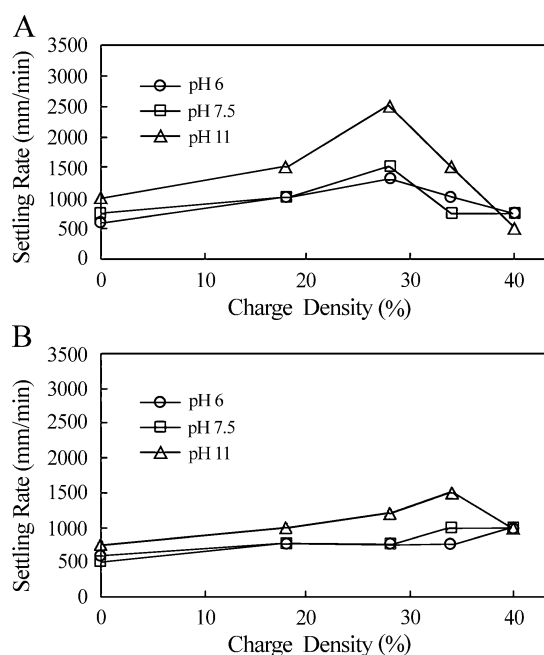 A
3500
3000
2500
2000
1500
1000
500
0
Settling Rate (mm/min)
pH 6
pH 7.5
pH 11
0 10 20 30 40
Charge Density (%)
B
3500
3000
2500
2000
1500
1000
500
0
Settling Rate (mm/min)
pH 6
pH 7.5
pH 11
0 10 20 30 40
Charge Density (%)